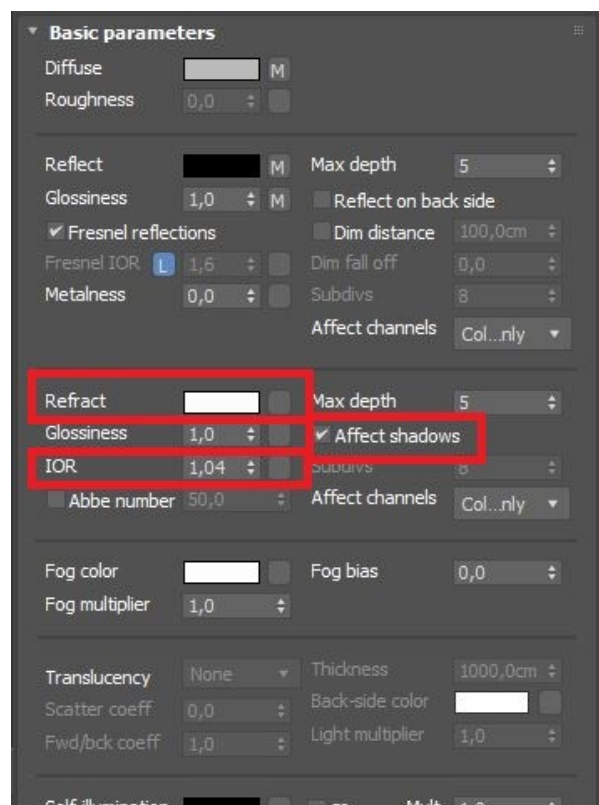 Basic parameters
Diffuse M
Roughness 0,0
Reflect M Max depth 5
Glossiness 1,0 M Reflect on back side
Fresnel reflections Dim distance 100,0cm
Fresnel IOR L 1,6 Dim fall off 0,0
Metalness 0,0 Subdivs 8
Affect channels Col...nly
Refract Max depth 5
Glossiness 1,0 Affect shadows
IOR 1,04 Subdivs 8
Abbe number 50,0 Affect channels Col...nly
Fog color Fog bias 0,0
Fog multiplier 1,0
Translucency None Thickness 1000,0cm
Scatter coeff 0,0 Back-side color
Fwd/bck coeff 1,0 Light multiplier 1,0
Self-illumination Mult